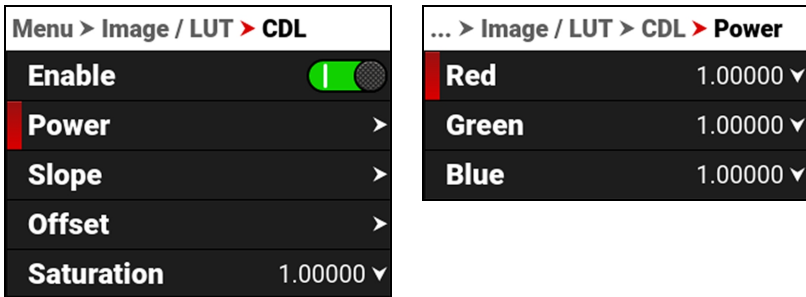 Menu > Image / LUT > CDL
Enable
Power >
Slope >
Offset >
Saturation 1.00000
... > Image / LUT > CDL > Power
Red 1.00000
Green 1.00000
Blue 1.00000